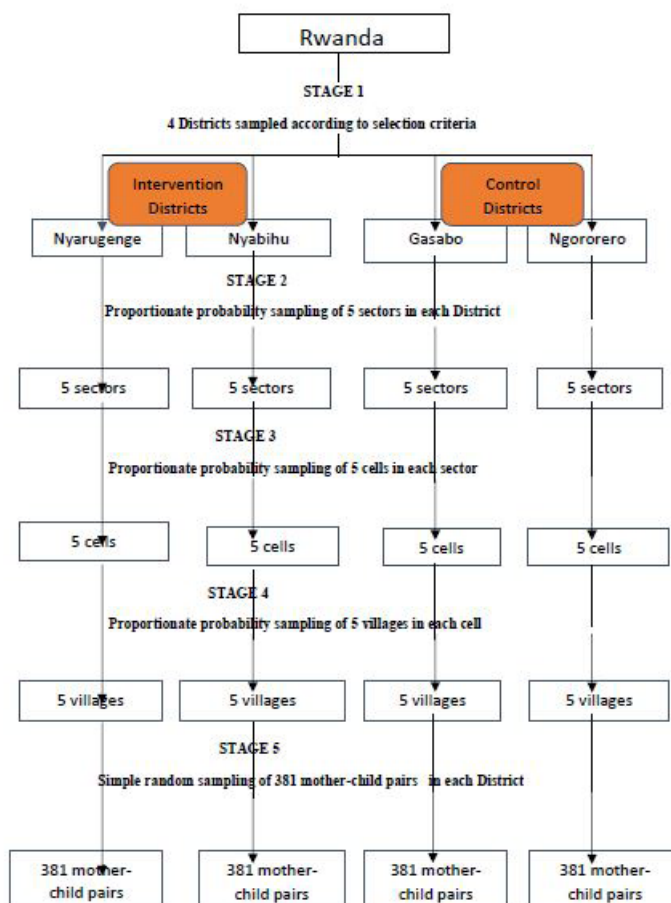 Rwanda
STAGE 1
4 Districts sampled according to selection criteria
Intervention
Districts
Control
Districts
Nyarugenge
Nyabihu
Gasabo
Ngororero
STAGE 2
Proportionate probability sampling of 5 sectors in each District
5 sectors
5 sectors
5 sectors
5 sectors
STAGE 3
Proportionate probability sampling of 5 cells in each sector
5 cells
5 cells
5 cells
5 cells
STAGE 4
Proportionate probability sampling of 5 villages in each cell
5 villages
5 villages
5 villages
5 villages
STAGE 5
Simple random sampling of 381 mother-child pairs in each District
381 mother-
child pairs
381 mother-
child pairs
381 mother-
child pairs
381 mother-
child pairs